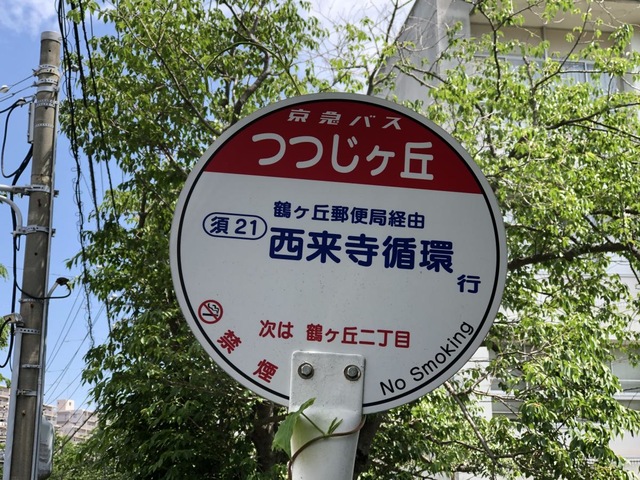 京急バス
つつじヶ丘
鶴ヶ丘郵便局経由
須21
西来寺循環
行
次は 鶴ヶ丘二丁目
禁煙
No Smoking